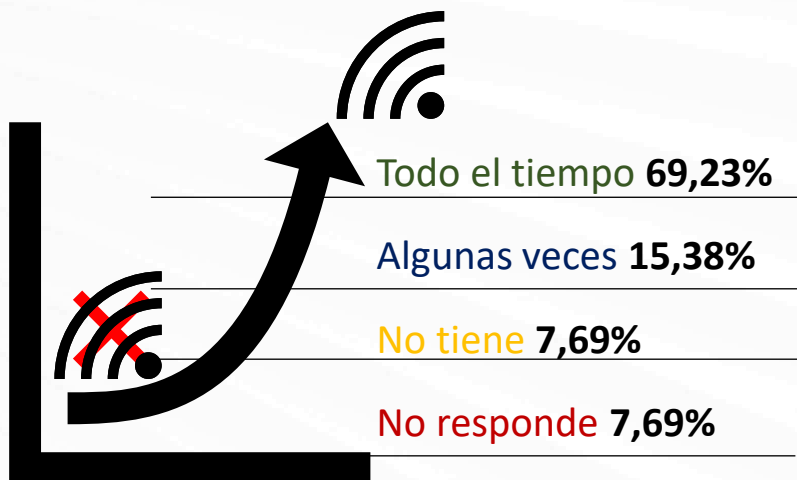 Todo el tiempo 69,23%
Algunas veces 15,38%
No tiene 7,69%
No responde 7,69%